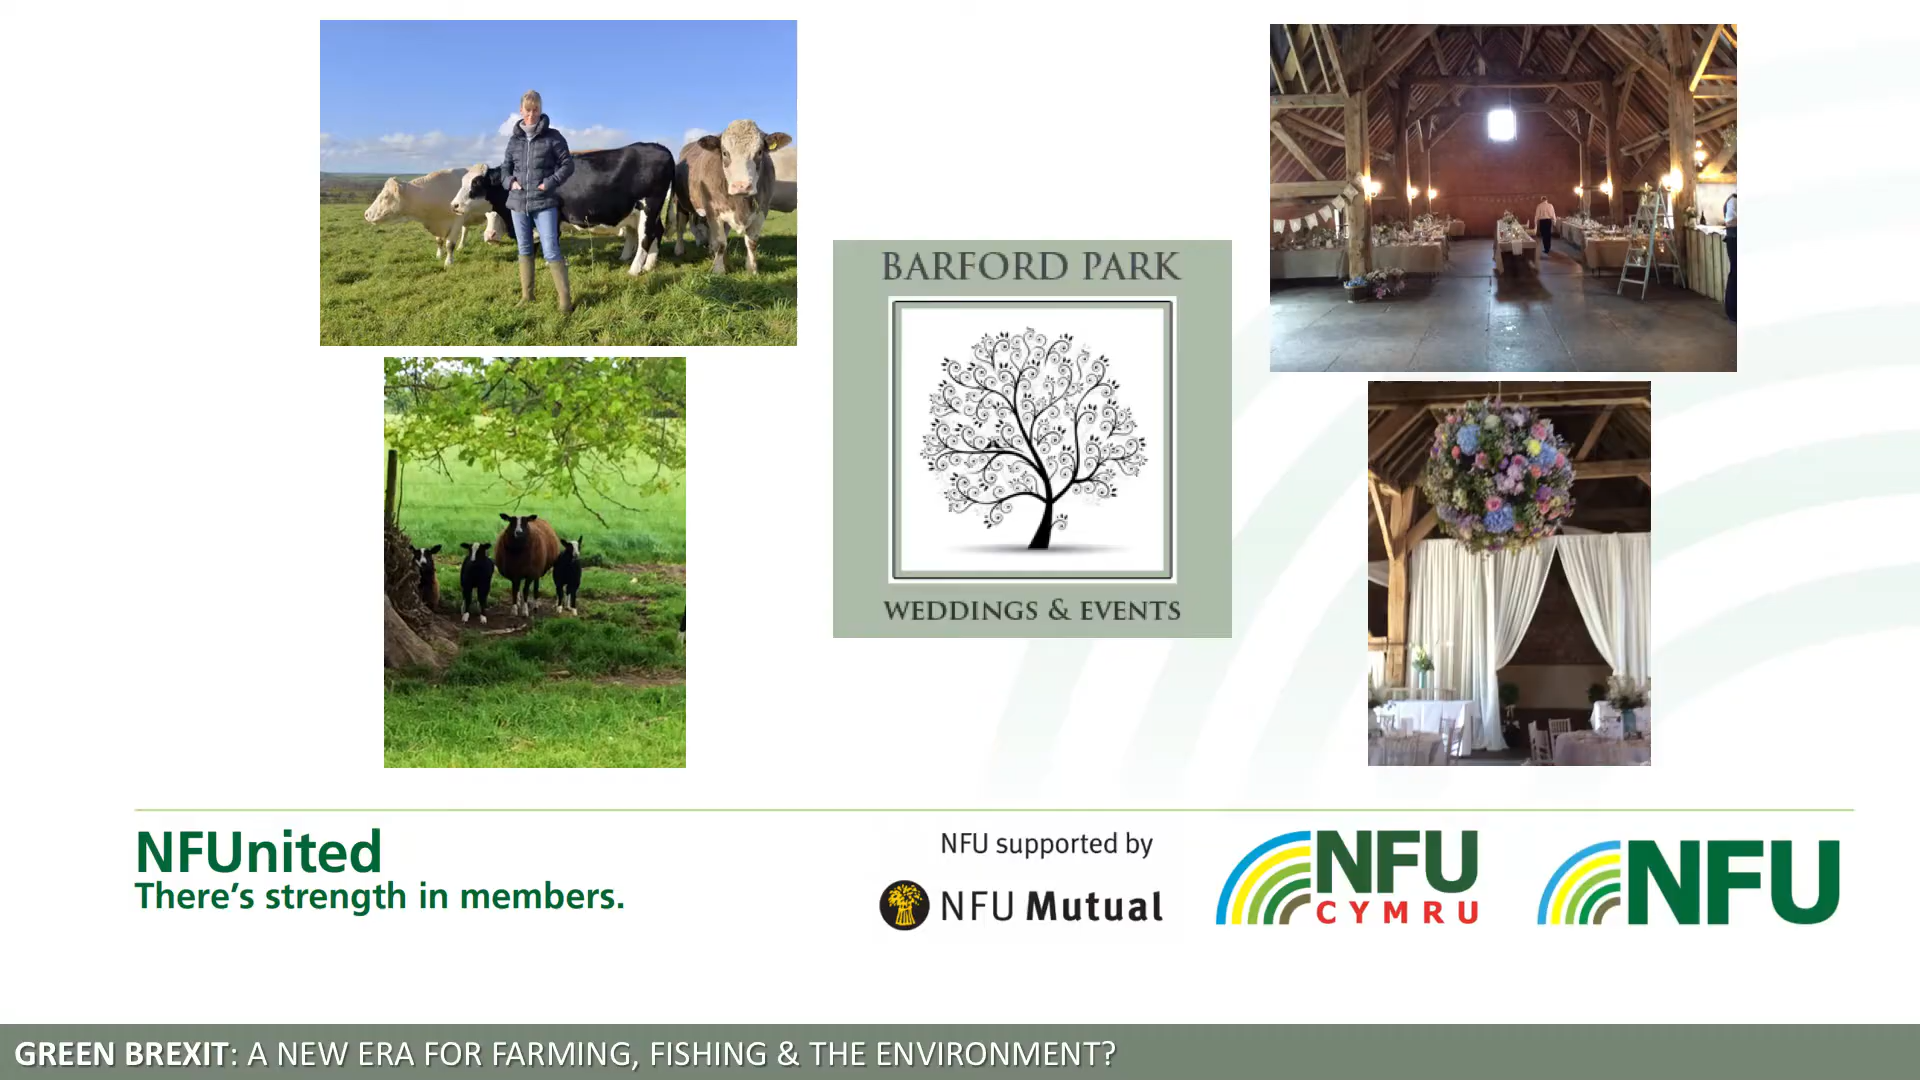 BARFORD PARK
WEDDINGS & EVENTS
NFUnited
There's strength in members.
NFU supported by
NFU Mutual
NFU
CYMRU
NFU
GREEN BREXIT: A NEW ERA FOR FARMING, FISHING & THE ENVIRONMENT?